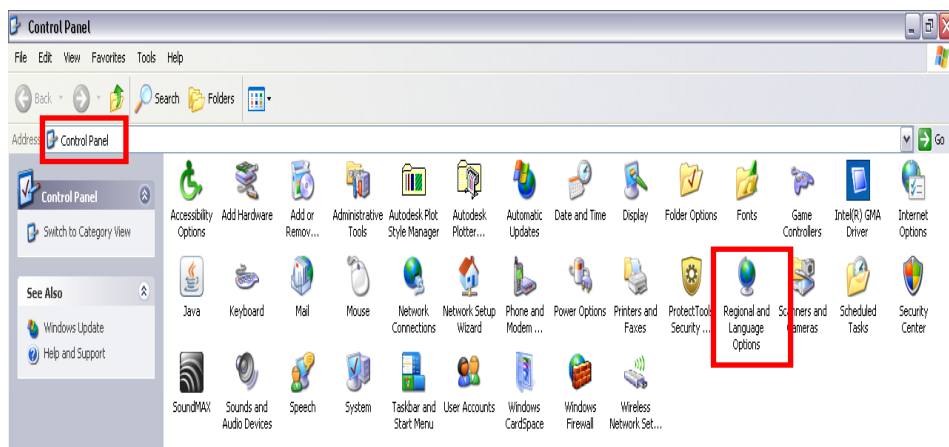 Control Panel
File Edit View Favorites Tools Help
Back Search Folders
Address Control Panel Go
Control Panel
Switch to Category View
See Also
Windows Update
Help and Support
Accessibility Options
Add Hardware
Add or Remov...
Administrative Tools
Autodesk Plot Style Manager
Autodesk Plotter...
Automatic Updates
Date and Time
Display
Folder Options
Fonts
Game Controllers
Intel(R) GMA Driver
Internet Options
Java
Keyboard
Mail
Mouse
Network Connections
Network Setup Wizard
Phone and Modem ...
Power Options
Printers and Faxes
ProtectTools Security ...
Regional and Language Options
Scanners and Cameras
Scheduled Tasks
Security Center
SoundMAX
Sounds and Audio Devices
Speech
System
Taskbar and Start Menu
User Accounts
Windows CardSpace
Windows Firewall
Wireless Network Set...